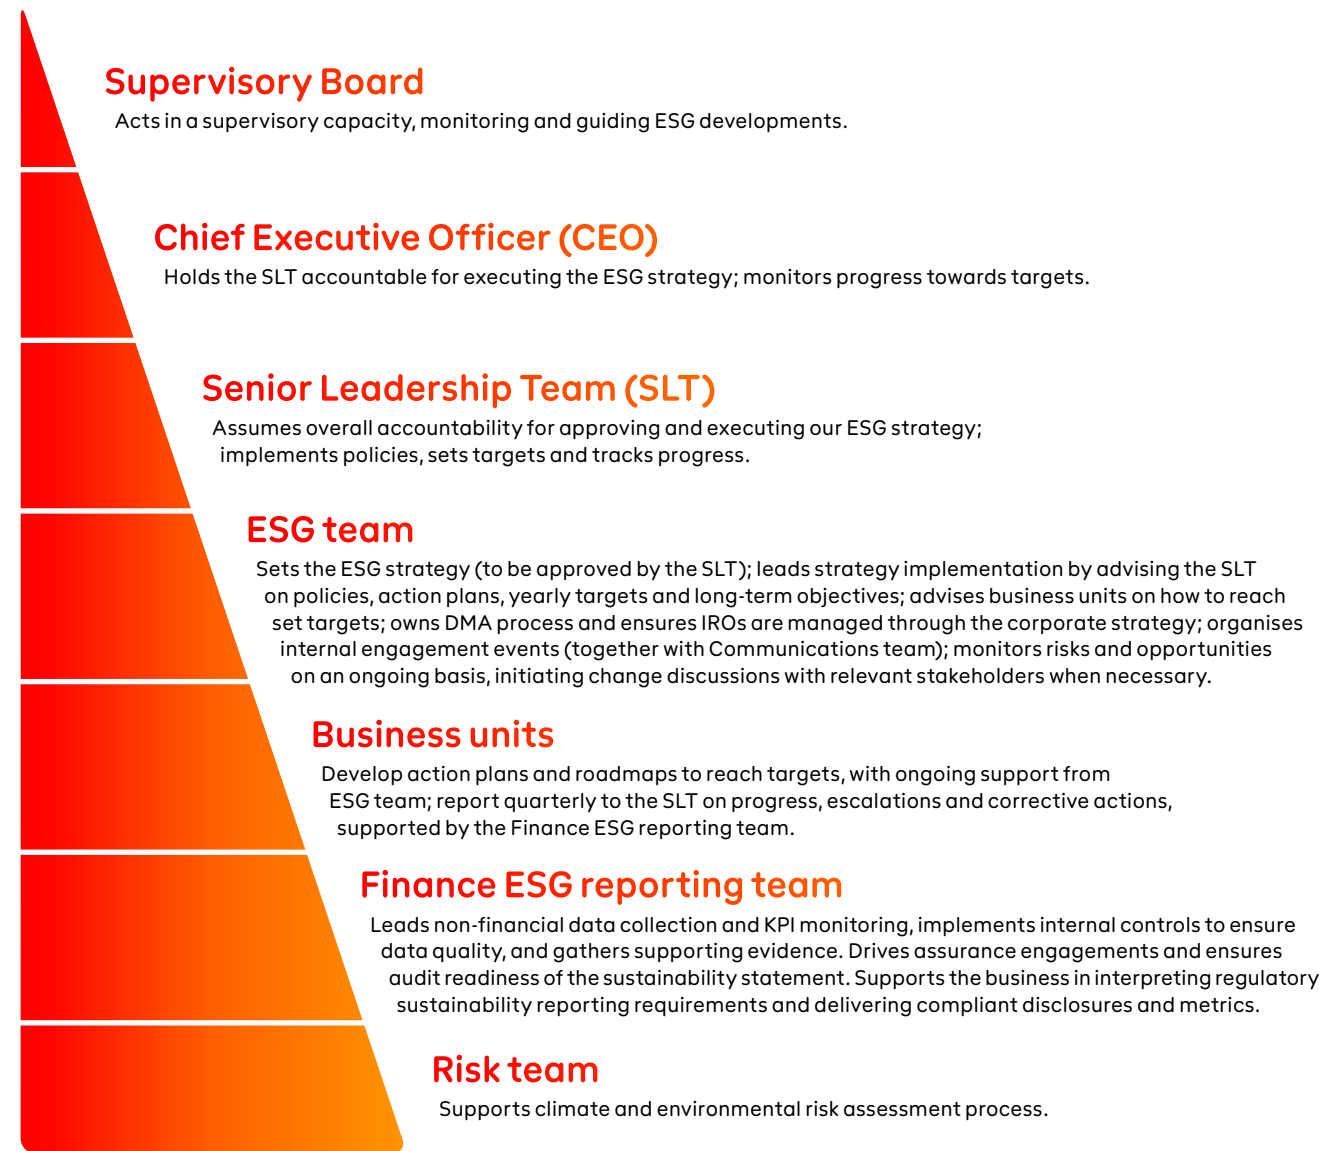 Supervisory Board
Acts in a supervisory capacity, monitoring and guiding ESG developments.
Chief Executive Officer (CEO)
Holds the SLT accountable for executing the ESG strategy; monitors progress towards targets.
Senior Leadership Team (SLT)
Assumes overall accountability for approving and executing our ESG strategy;
implements policies, sets targets and tracks progress.
ESG team
Sets the ESG strategy (to be approved by the SLT); leads strategy implementation by advising the SLT
on policies, action plans, yearly targets and long-term objectives; advises business units on how to reach
set targets; owns DMA process and ensures IROs are managed through the corporate strategy; organises
internal engagement events (together with Communications team); monitors risks and opportunities
on an ongoing basis, initiating change discussions with relevant stakeholders when necessary.
Business units
Develop action plans and roadmaps to reach targets, with ongoing support from
ESG team; report quarterly to the SLT on progress, escalations and corrective actions,
supported by the Finance ESG reporting team.
Finance ESG reporting team
Leads non-financial data collection and KPI monitoring, implements internal controls to ensure
data quality, and gathers supporting evidence. Drives assurance engagements and ensures
audit readiness of the sustainability statement. Supports the business in interpreting regulatory
sustainability reporting requirements and delivering compliant disclosures and metrics.
Risk team
Supports climate and environmental risk assessment process.